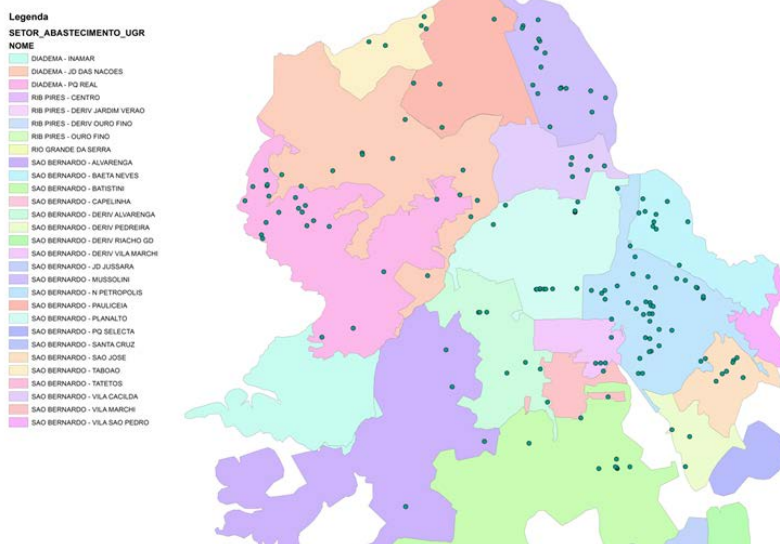 Legenda
SETOR_ABASTECIMENTO_UGR
NOME
DIADEMA - INAMAR
DIADEMA - JD DAS NACOES
DIADEMA - PQ REAL
RIB PIRES - CENTRO
RIB PIRES - DERIV JARDIM VERAO
RIB PIRES - DERIV OURO FINO
RIB PIRES - OURO FINO
RIO GRANDE DA SERRA
SAO BERNARDO - ALVARENGA
SAO BERNARDO - BAETA NEVES
SAO BERNARDO - BATISTINI
SAO BERNARDO - CAPELINHA
SAO BERNARDO - DERIV ALVARENGA
SAO BERNARDO - DERIV PEDREIRA
SAO BERNARDO - DERIV RIACHO GD
SAO BERNARDO - DERIV VILA MARCHI
SAO BERNARDO - JD JUSSARA
SAO BERNARDO - MUSSOLINI
SAO BERNARDO - N PETROPOLIS
SAO BERNARDO - PAULICEIA
SAO BERNARDO - PLANALTO
SAO BERNARDO - PQ SELECTA
SAO BERNARDO - SANTA CRUZ
SAO BERNARDO - SAO JOSE
SAO BERNARDO - TABOAO
SAO BERNARDO - TATETOS
SAO BERNARDO - VILA CACILDA
SAO BERNARDO - VILA MARCHI
SAO BERNARDO - VILA SAO PEDRO